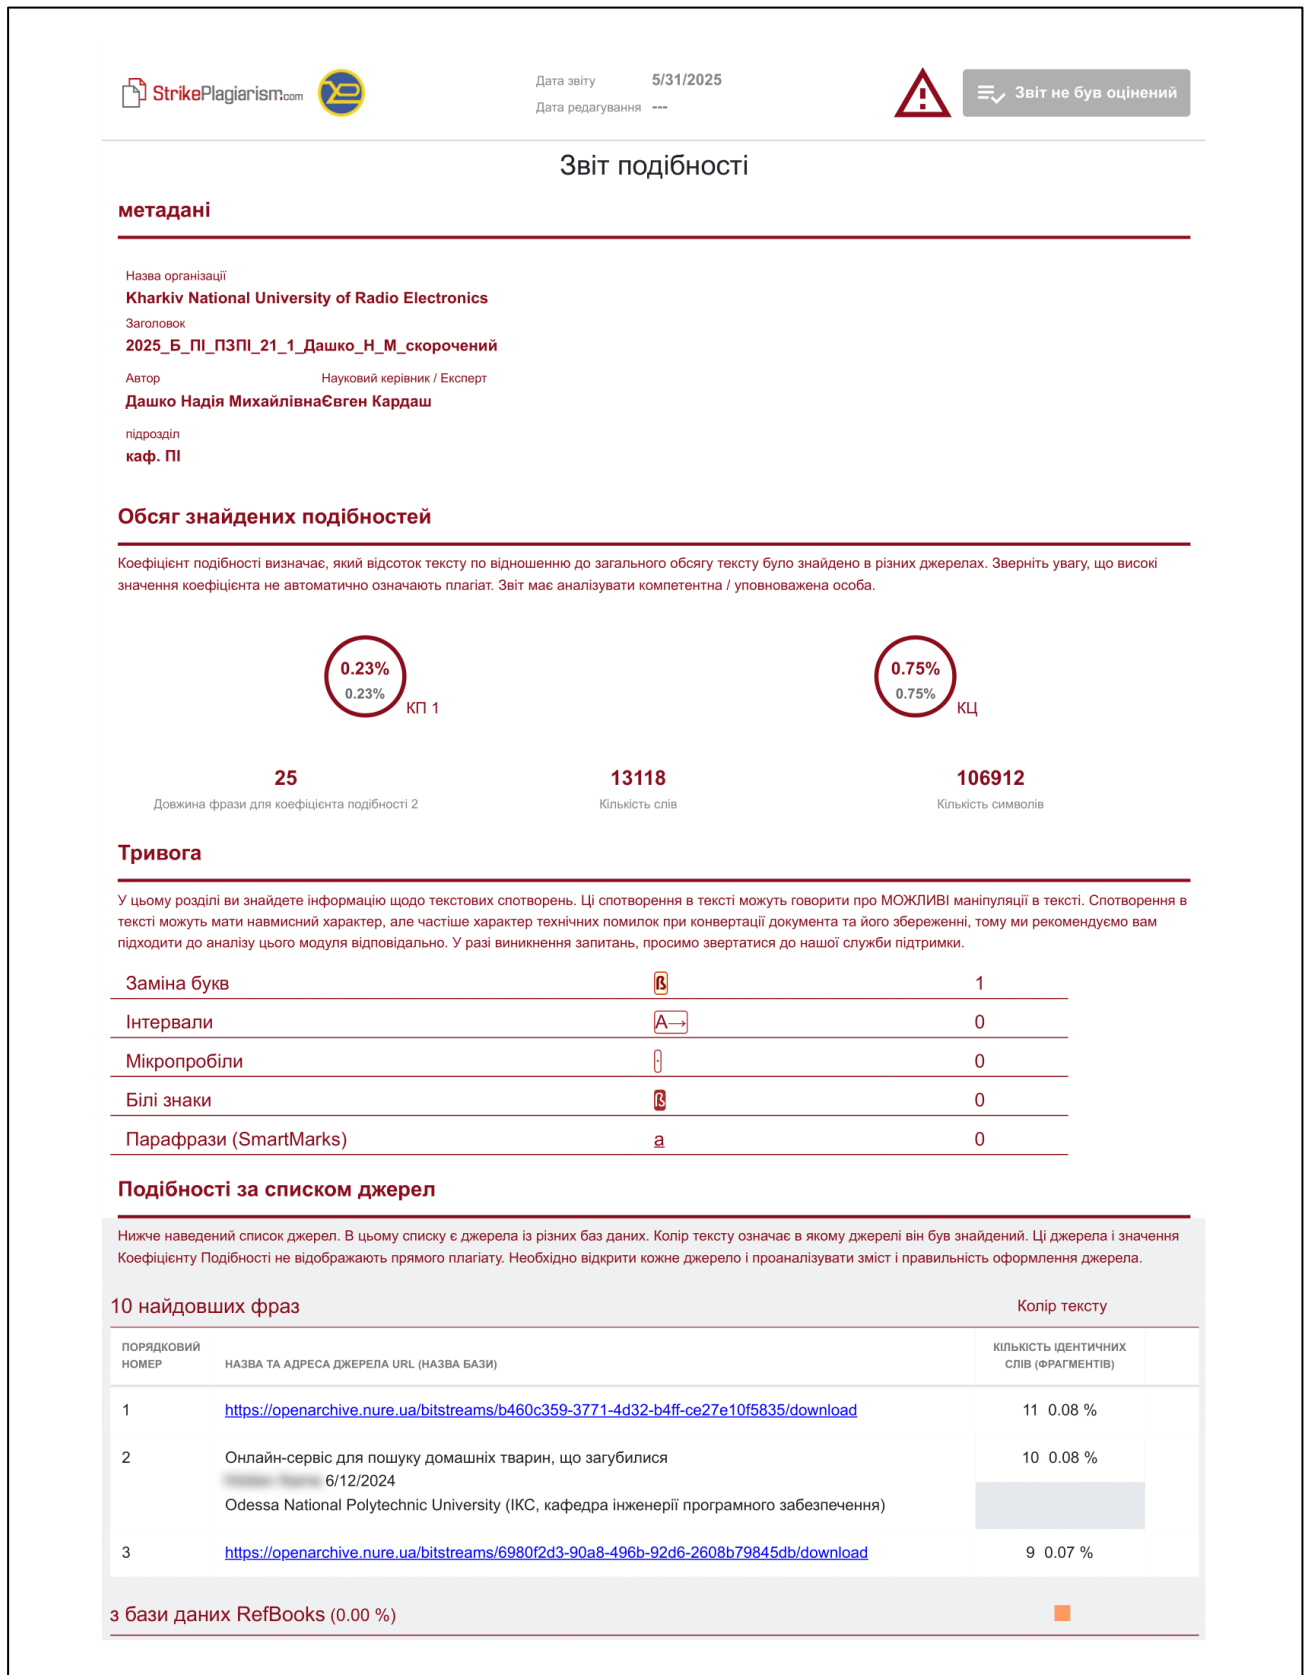 StrikePlagiarism.com
Дата звіту 5/31/2025
Дата редагування ---
Звіт не був оцінений
Звіт подібності
метадані
Назва організації
Kharkiv National University of Radio Electronics
Заголовок
2025_Б_ПІ_ПЗПІ_21_1_Дашко_Н_М_скорочений
Автор Науковий керівник / Експерт
Дашко Надія МихайлівнаЄвген Кардаш
підрозділ
каф. ПІ
Обсяг знайдених подібностей
Коефіцієнт подібності визначає, який відсоток тексту по відношенню до загального обсягу тексту було знайдено в різних джерелах. Зверніть увагу, що високі
значення коефіцієнта не автоматично означають плагіат. Звіт має аналізувати компетентна / уповноважена особа.
0.23%
0.23%
КП 1
0.75%
0.75%
КЦ
25
Довжина фрази для коефіцієнта подібності 2
13118
Кількість слів
106912
Кількість символів
Тривога
У цьому розділі ви знайдете інформацію щодо текстових спотворень. Ці спотворення в тексті можуть говорити про МОЖЛИВІ маніпуляції в тексті. Спотворення в
тексті можуть мати навмисний характер, але частіше характер технічних помилок при конвертації документа та його збереженні, тому ми рекомендуємо вам
підходити до аналізу цього модуля відповідально. У разі виникнення запитань, просимо звертатися до нашої служби підтримки.
Заміна букв ß 1
Інтервали A→ 0
Мікропробіли · 0
Білі знаки ß 0
Парафрази (SmartMarks) a 0
Подібності за списком джерел
Нижче наведений список джерел. В цьому списку є джерела із різних баз даних. Колір тексту означає в якому джерелі він був знайдений. Ці джерела і значення
Коефіцієнту Подібності не відображають прямого плагіату. Необхідно відкрити кожне джерело і проаналізувати зміст і правильність оформлення джерела.
10 найдовших фраз Колір тексту
ПОРЯДКОВИЙ
НОМЕР
НАЗВА ТА АДРЕСА ДЖЕРЕЛА URL (НАЗВА БАЗИ)
КІЛЬКІСТЬ ІДЕНТИЧНИХ
СЛІВ (ФРАГМЕНТІВ)
1 https://openarchive.nure.ua/bitstreams/b460c359-3771-4d32-b4ff-ce27e10f5835/download 11 0.08 %
2 Онлайн-сервіс для пошуку домашніх тварин, що загубилися 10 0.08 %
6/12/2024
Odessa National Polytechnic University (ІКС, кафедра інженерії програмного забезпечення)
3 https://openarchive.nure.ua/bitstreams/6980f2d3-90a8-496b-92d6-2608b79845db/download 9 0.07 %
з бази даних RefBooks (0.00 %)